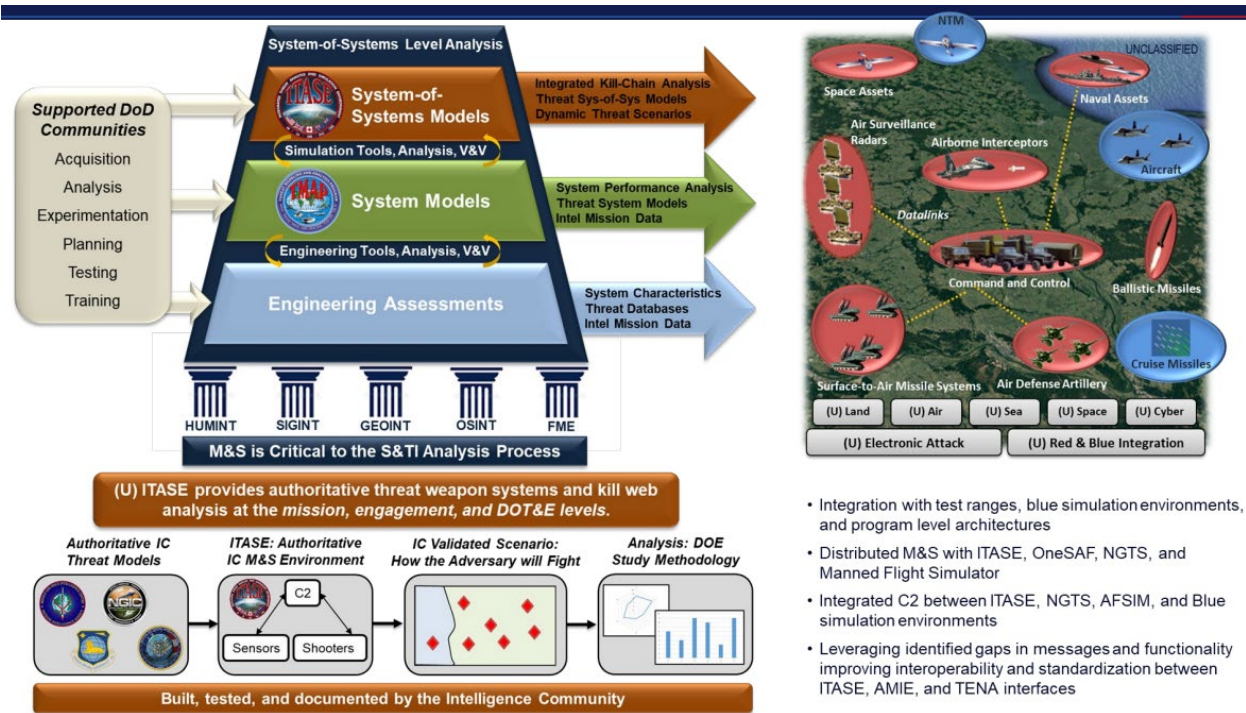 System-of-Systems Level Analysis
Supported DoD
Communities
Acquisition
Analysis
Experimentation
Planning
Testing
Training
ITASE
System-of-
Systems Models
Integrated Kill-Chain Analysis
Threat Sys-of-Sys Models
Dynamic Threat Scenarios
Simulation Tools, Analysis, V&V
TMAP
System Models
System Performance Analysis
Threat System Models
Intel Mission Data
Engineering Tools, Analysis, V&V
Engineering Assessments
System Characteristics
Threat Databases
Intel Mission Data
HUMINT
SIGINT
GEOINT
OSINT
FME
M&S is Critical to the S&TI Analysis Process
(U) ITASE provides authoritative threat weapon systems and kill web
analysis at the mission, engagement, and DOT&E levels.
Authoritative IC
Threat Models
NGIC
ITASE: Authoritative
IC M&S Environment
ITASE
C2
Sensors
Shooters
IC Validated Scenario:
How the Adversary will Fight
Analysis: DOE
Study Methodology
Built, tested, and documented by the Intelligence Community
NTM
UNCLASSIFIED
Space Assets
Naval Assets
Air Surveillance
Radars
Airborne Interceptors
Aircraft
Datalinks
Command and Control
Ballistic Missiles
Surface-to-Air Missile Systems
Air Defense Artillery
Cruise Missiles
(U) Land
(U) Air
(U) Sea
(U) Space
(U) Cyber
(U) Electronic Attack
(U) Red & Blue Integration
• Integration with test ranges, blue simulation environments,
and program level architectures
• Distributed M&S with ITASE, OneSAF, NGTS, and
Manned Flight Simulator
• Integrated C2 between ITASE, NGTS, AFSIM, and Blue
simulation environments
• Leveraging identified gaps in messages and functionality
improving interoperability and standardization between
ITASE, AMIE, and TENA interfaces